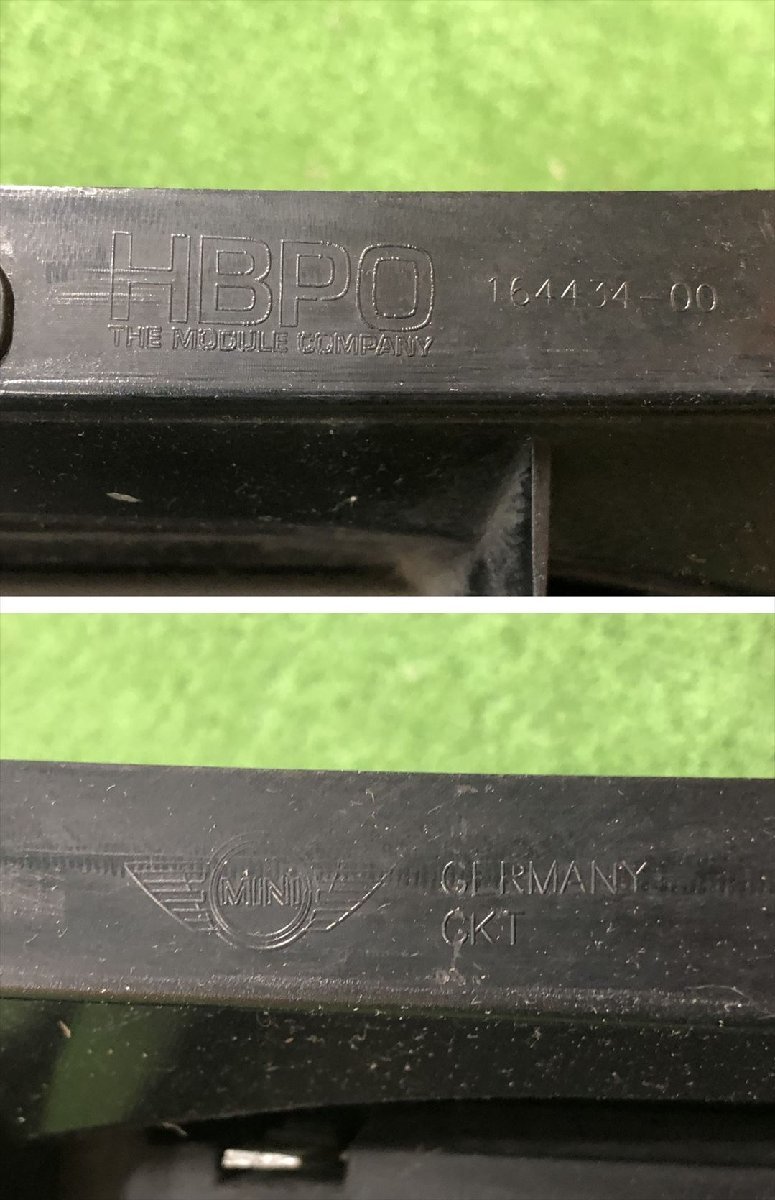 HBPO
THE MODULE COMPANY
164434-00
MINI
GERMANY
CKT